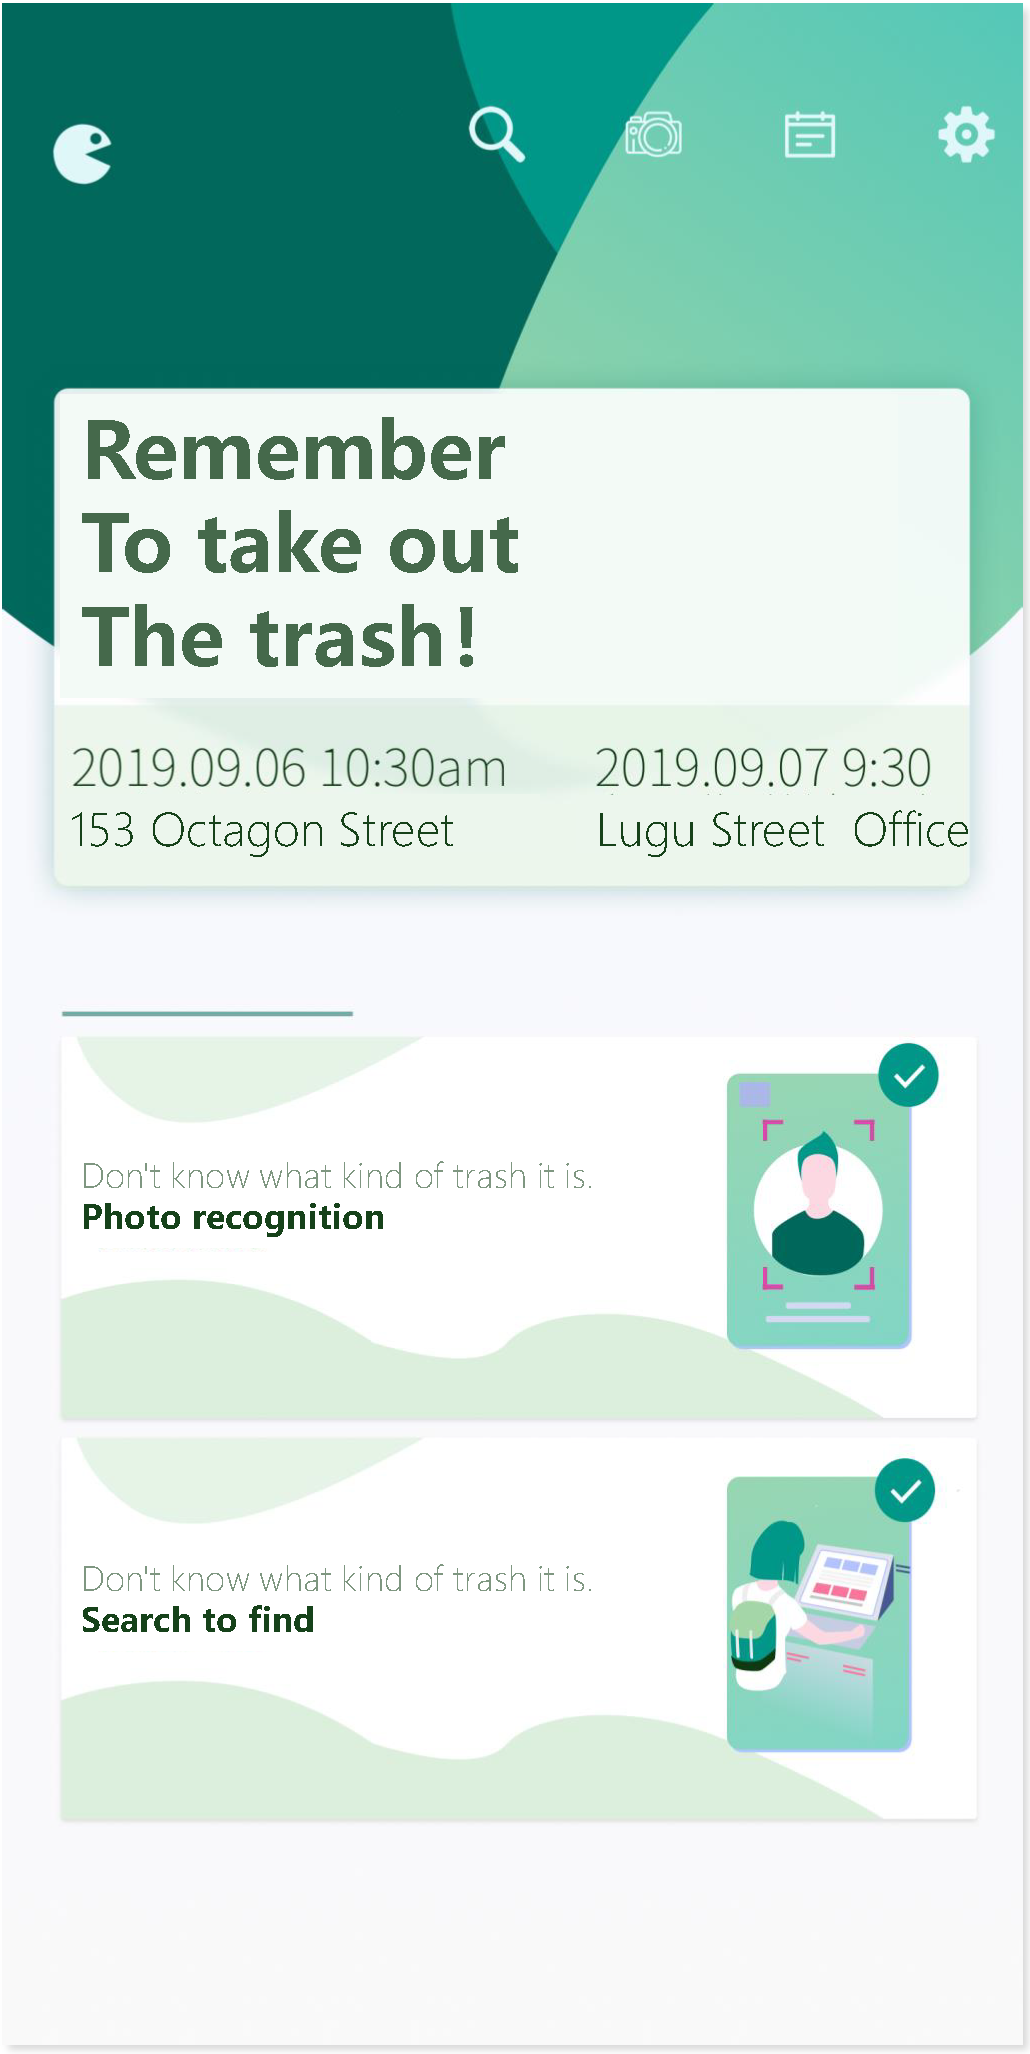 Remember
To take out
The trash!
2019.09.06 10:30am
2019.09.07 9:30
153 Octagon Street
Lugu Street Office
Don't know what kind of trash it is.
Photo recognition
Don't know what kind of trash it is.
Search to find